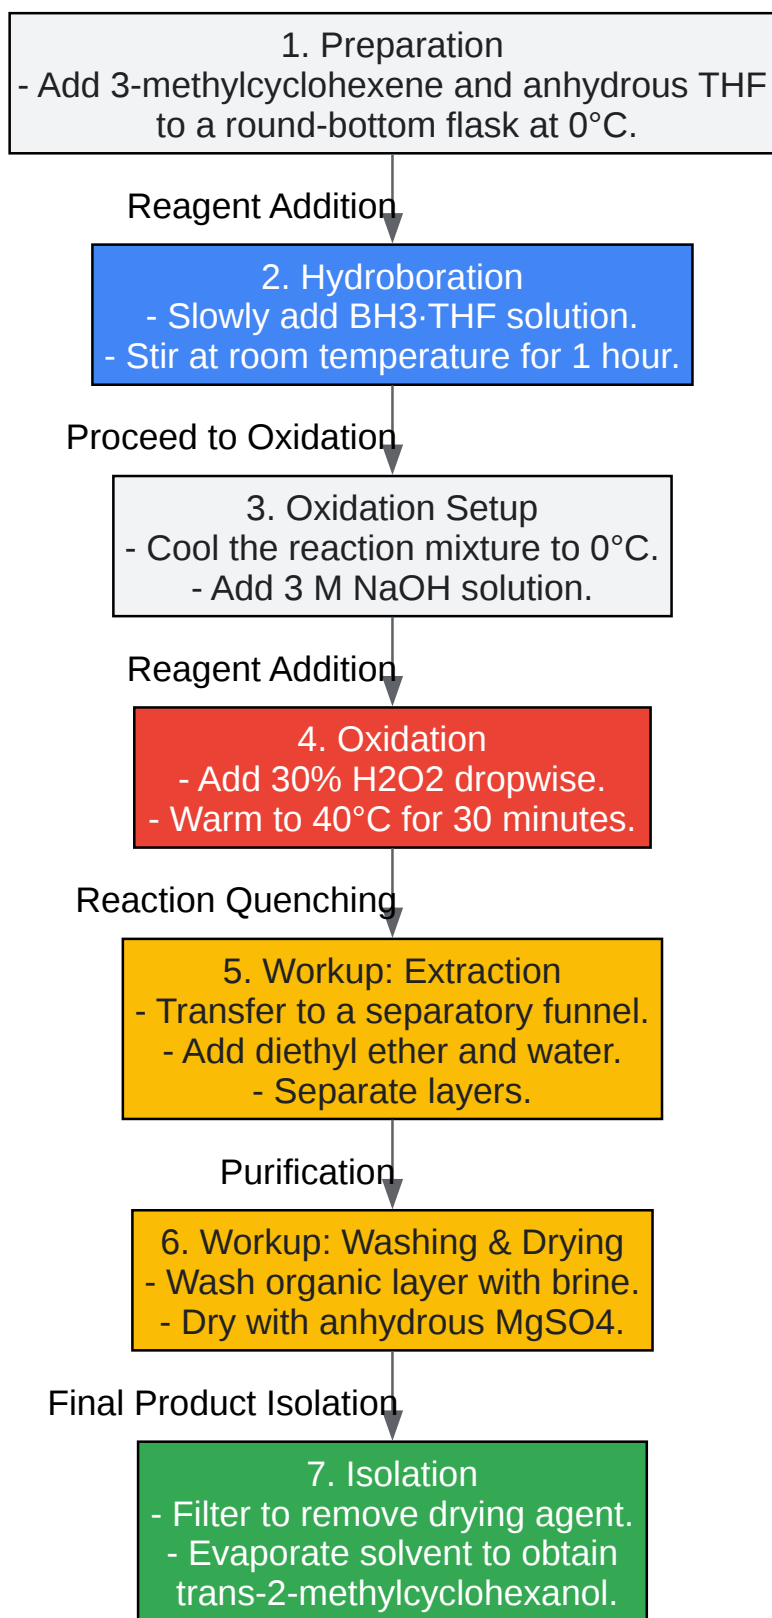 1. Preparation
- Add 3-methylcyclohexene and anhydrous THF
to a round-bottom flask at 0°C.
Reagent Addition
2. Hydroboration
- Slowly add BH3·THF solution.
- Stir at room temperature for 1 hour.
Proceed to Oxidation
3. Oxidation Setup
- Cool the reaction mixture to 0°C.
- Add 3 M NaOH solution.
Reagent Addition
4. Oxidation
- Add 30% H2O2 dropwise.
- Warm to 40°C for 30 minutes.
Reaction Quenching
5. Workup: Extraction
- Transfer to a separatory funnel.
- Add diethyl ether and water.
- Separate layers.
Purification
6. Workup: Washing & Drying
- Wash organic layer with brine.
- Dry with anhydrous MgSO4.
Final Product Isolation
7. Isolation
- Filter to remove drying agent.
- Evaporate solvent to obtain
trans-2-methylcyclohexanol.